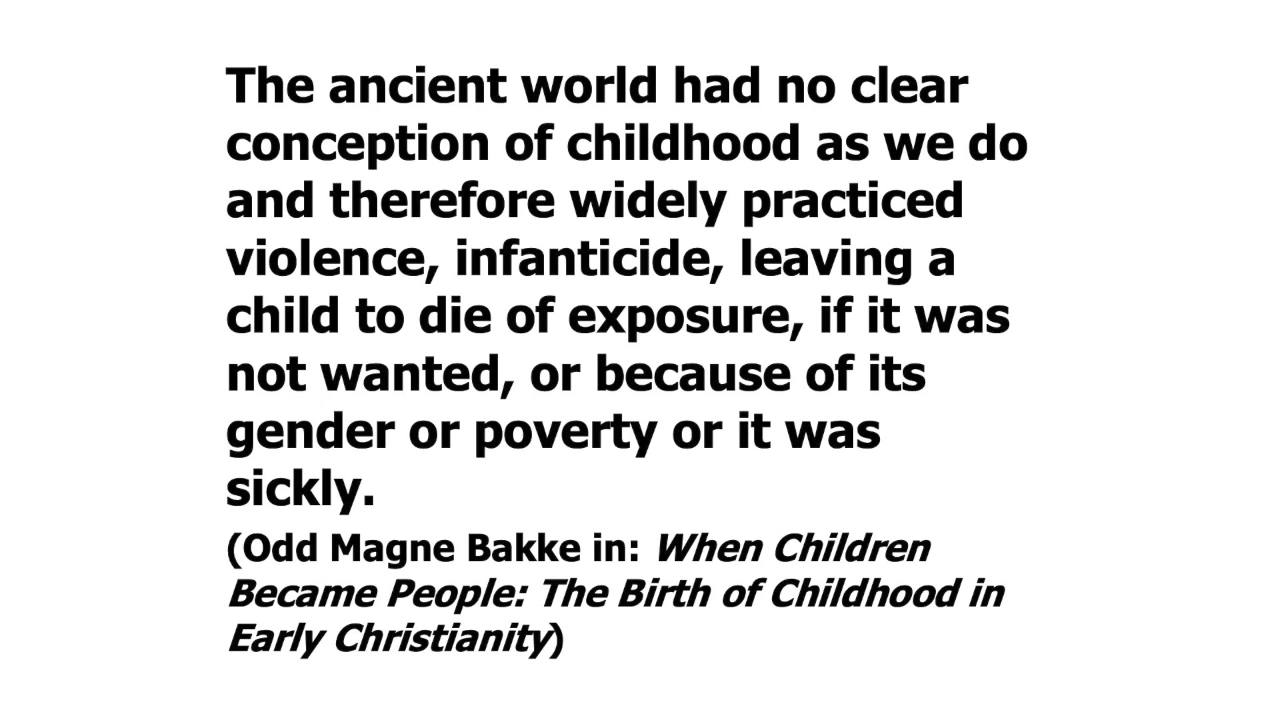 The ancient world had no clear
conception of childhood as we do
and therefore widely practiced
violence, infanticide, leaving a
child to die of exposure, if it was
not wanted, or because of its
gender or poverty or it was
sickly.
(Odd Magne Bakke in: When Children
Became People: The Birth of Childhood in
Early Christianity)